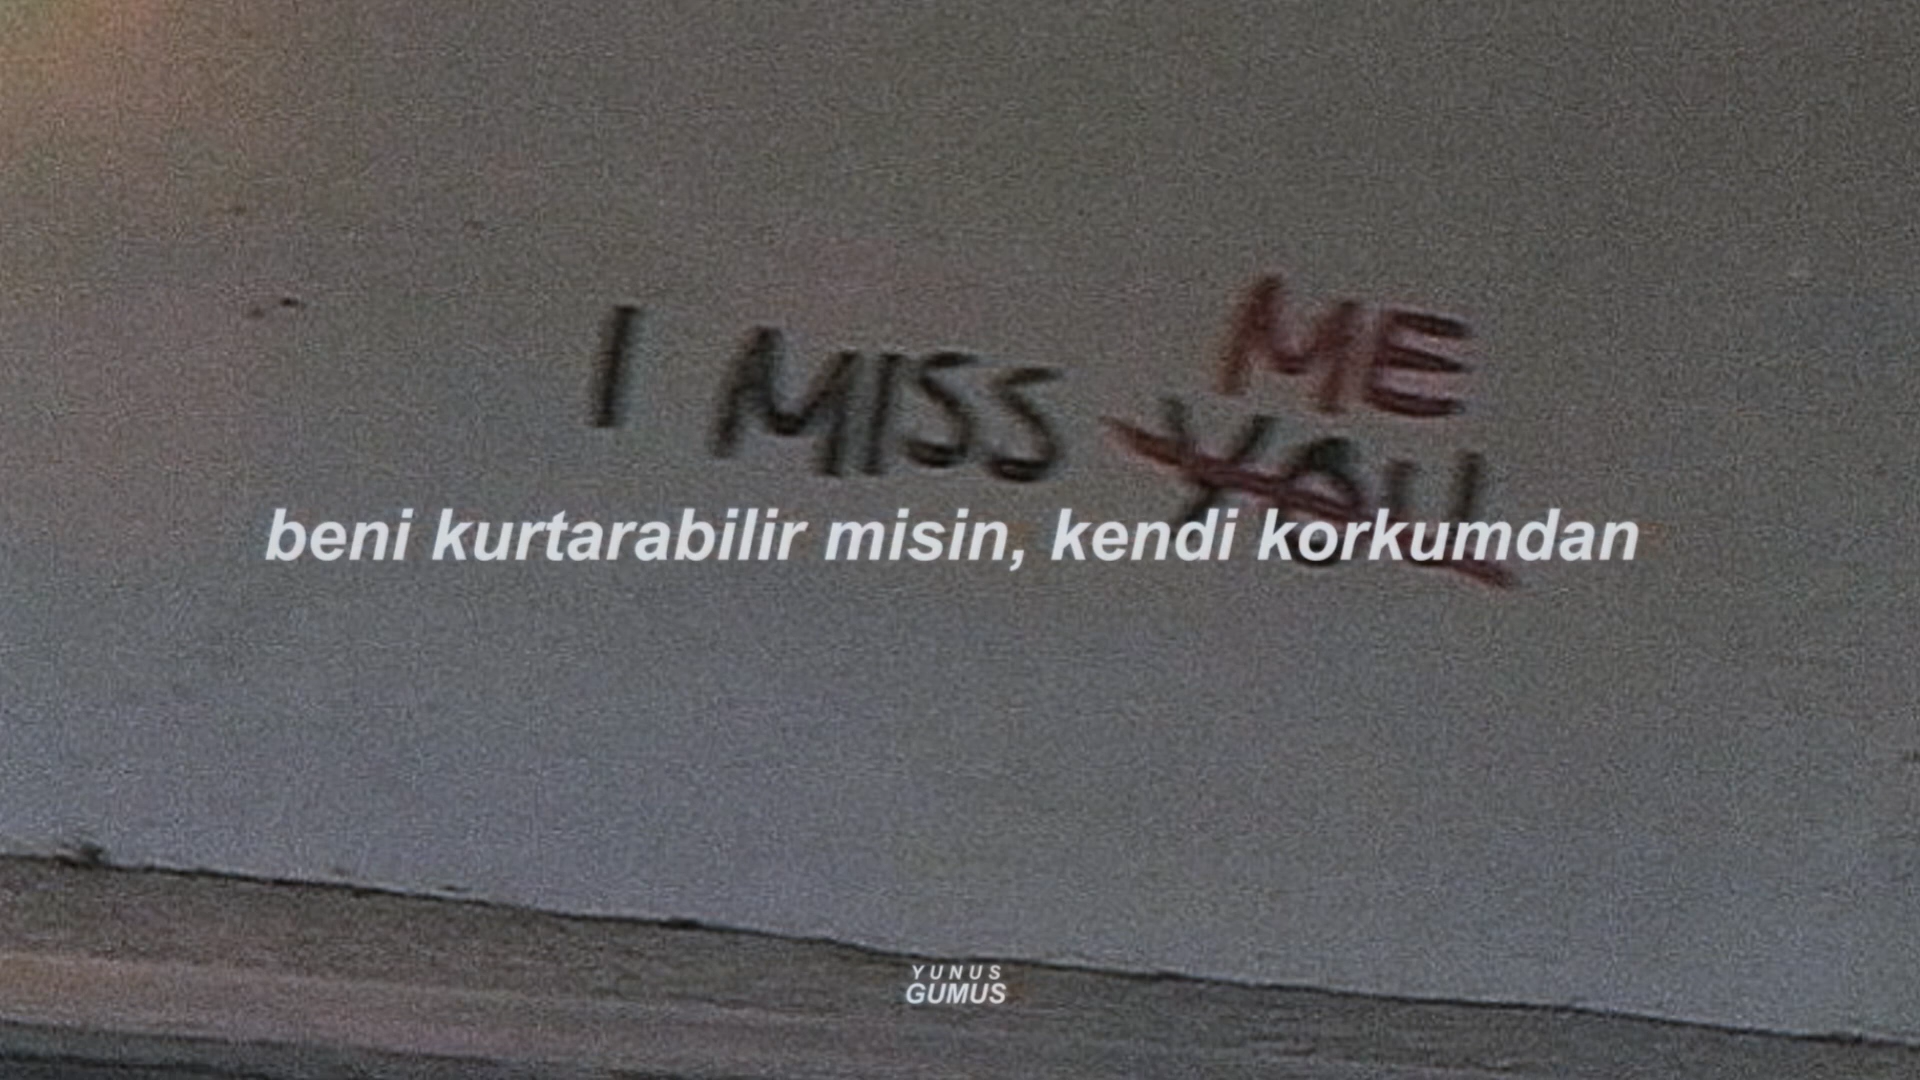 ME
I MISS YOU
beni kurtarabilir misin, kendi korkumdan
YUNUS
GUMUS